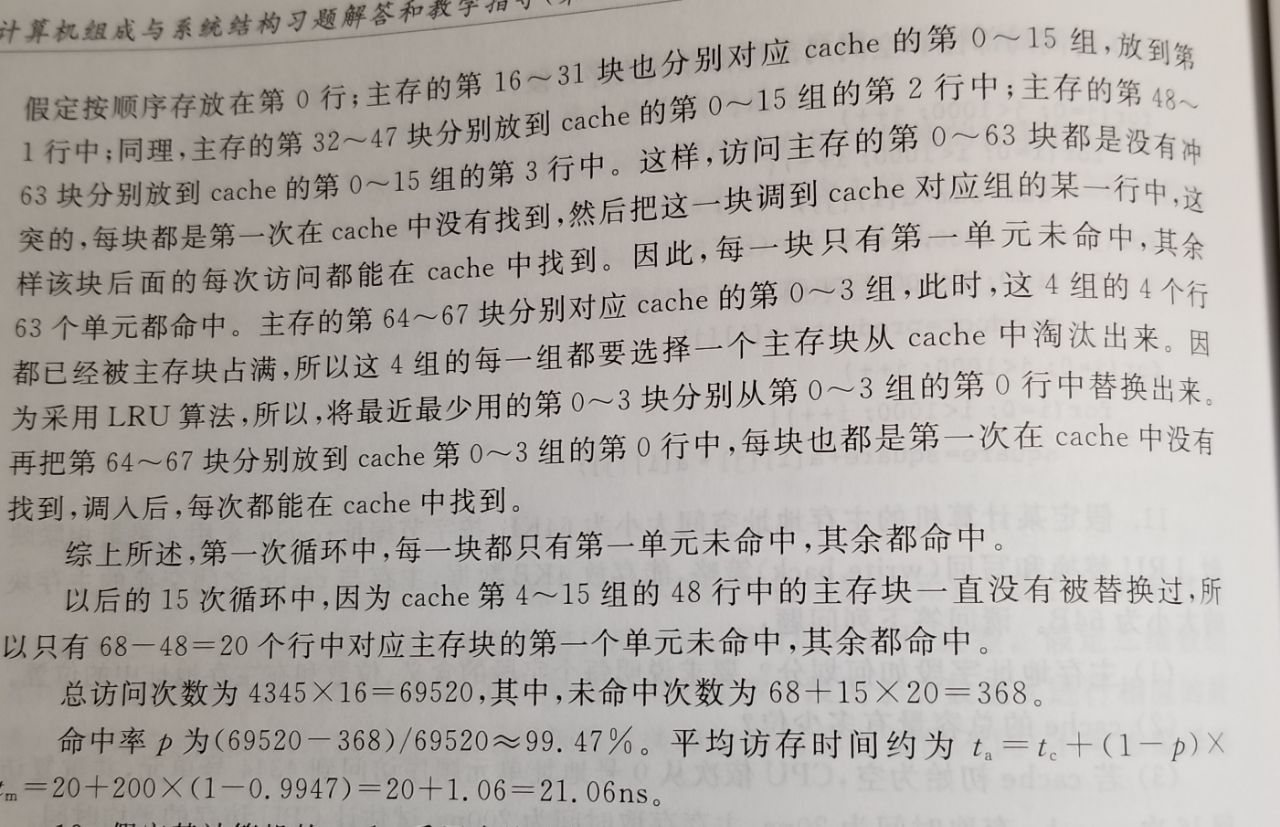 计算机组成与系统结构习题解答和教学指导(第
假定按顺序存放在第 0 行;主存的第 16～31 块也分别对应 cache 的第 0～15 组,放到第
1 行中;同理,主存的第 32～47 块分别放到 cache 的第 0～15 组的第 2 行中;主存的第 48～
63 块分别放到 cache 的第 0～15 组的第 3 行中。这样,访问主存的第 0～63 块都是没有冲
突的,每块都是第一次在 cache 中没有找到,然后把这一块调到 cache 对应组的某一行中,这
样该块后面的每次访问都能在 cache 中找到。因此,每一块只有第一单元未命中,其余
63 个单元都命中。主存的第 64～67 块分别对应 cache 的第 0～3 组,此时,这 4 组的 4 个行
都已经被主存块占满,所以这 4 组的每一组都要选择一个主存块从 cache 中淘汰出来。因
为采用 LRU 算法,所以,将最近最少用的第 0～3 块分别从第 0～3 组的第 0 行中替换出来。
再把第 64～67 块分别放到 cache 第 0～3 组的第 0 行中,每块也都是第一次在 cache 中没有
找到,调入后,每次都能在 cache 中找到。
综上所述,第一次循环中,每一块都只有第一单元未命中,其余都命中。
以后的 15 次循环中,因为 cache 第 4～15 组的 48 行中的主存块一直没有被替换过,所
以只有 68－48＝20 个行中对应主存块的第一个单元未命中,其余都命中。
总访问次数为 4345×16＝69520,其中,未命中次数为 68＋15×20＝368。
命中率 p 为(69520－368)/69520≈99.47%。平均访存时间约为 tₐ＝t꜀＋(1－p)×
tₘ＝20＋200×(1－0.9947)＝20＋1.06＝21.06ns。